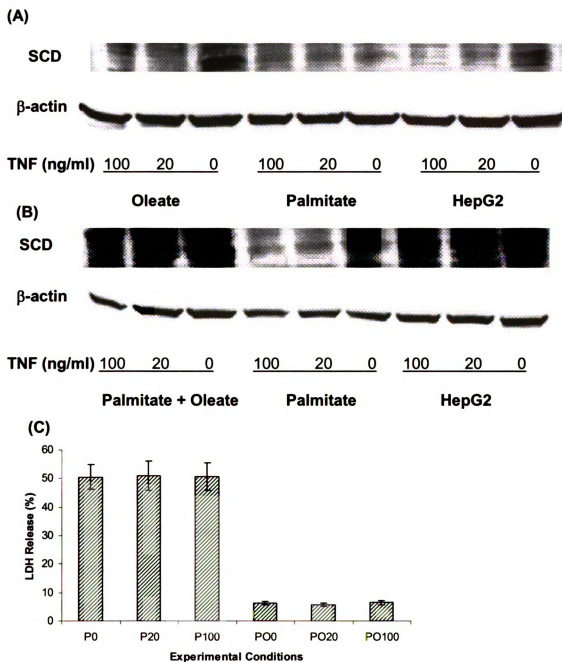 (A)
SCD
β-actin
TNF (ng/ml) 100 20 0 100 20 0 100 20 0
Oleate Palmitate HepG2
(B)
SCD
β-actin
TNF (ng/ml) 100 20 0 100 20 0 100 20 0
Palmitate + Oleate Palmitate HepG2
(C)
60
50
40
30
20
10
0
LDH Release (%)
P0 P20 P100 PO0 PO20 PO100
Experimental Conditions